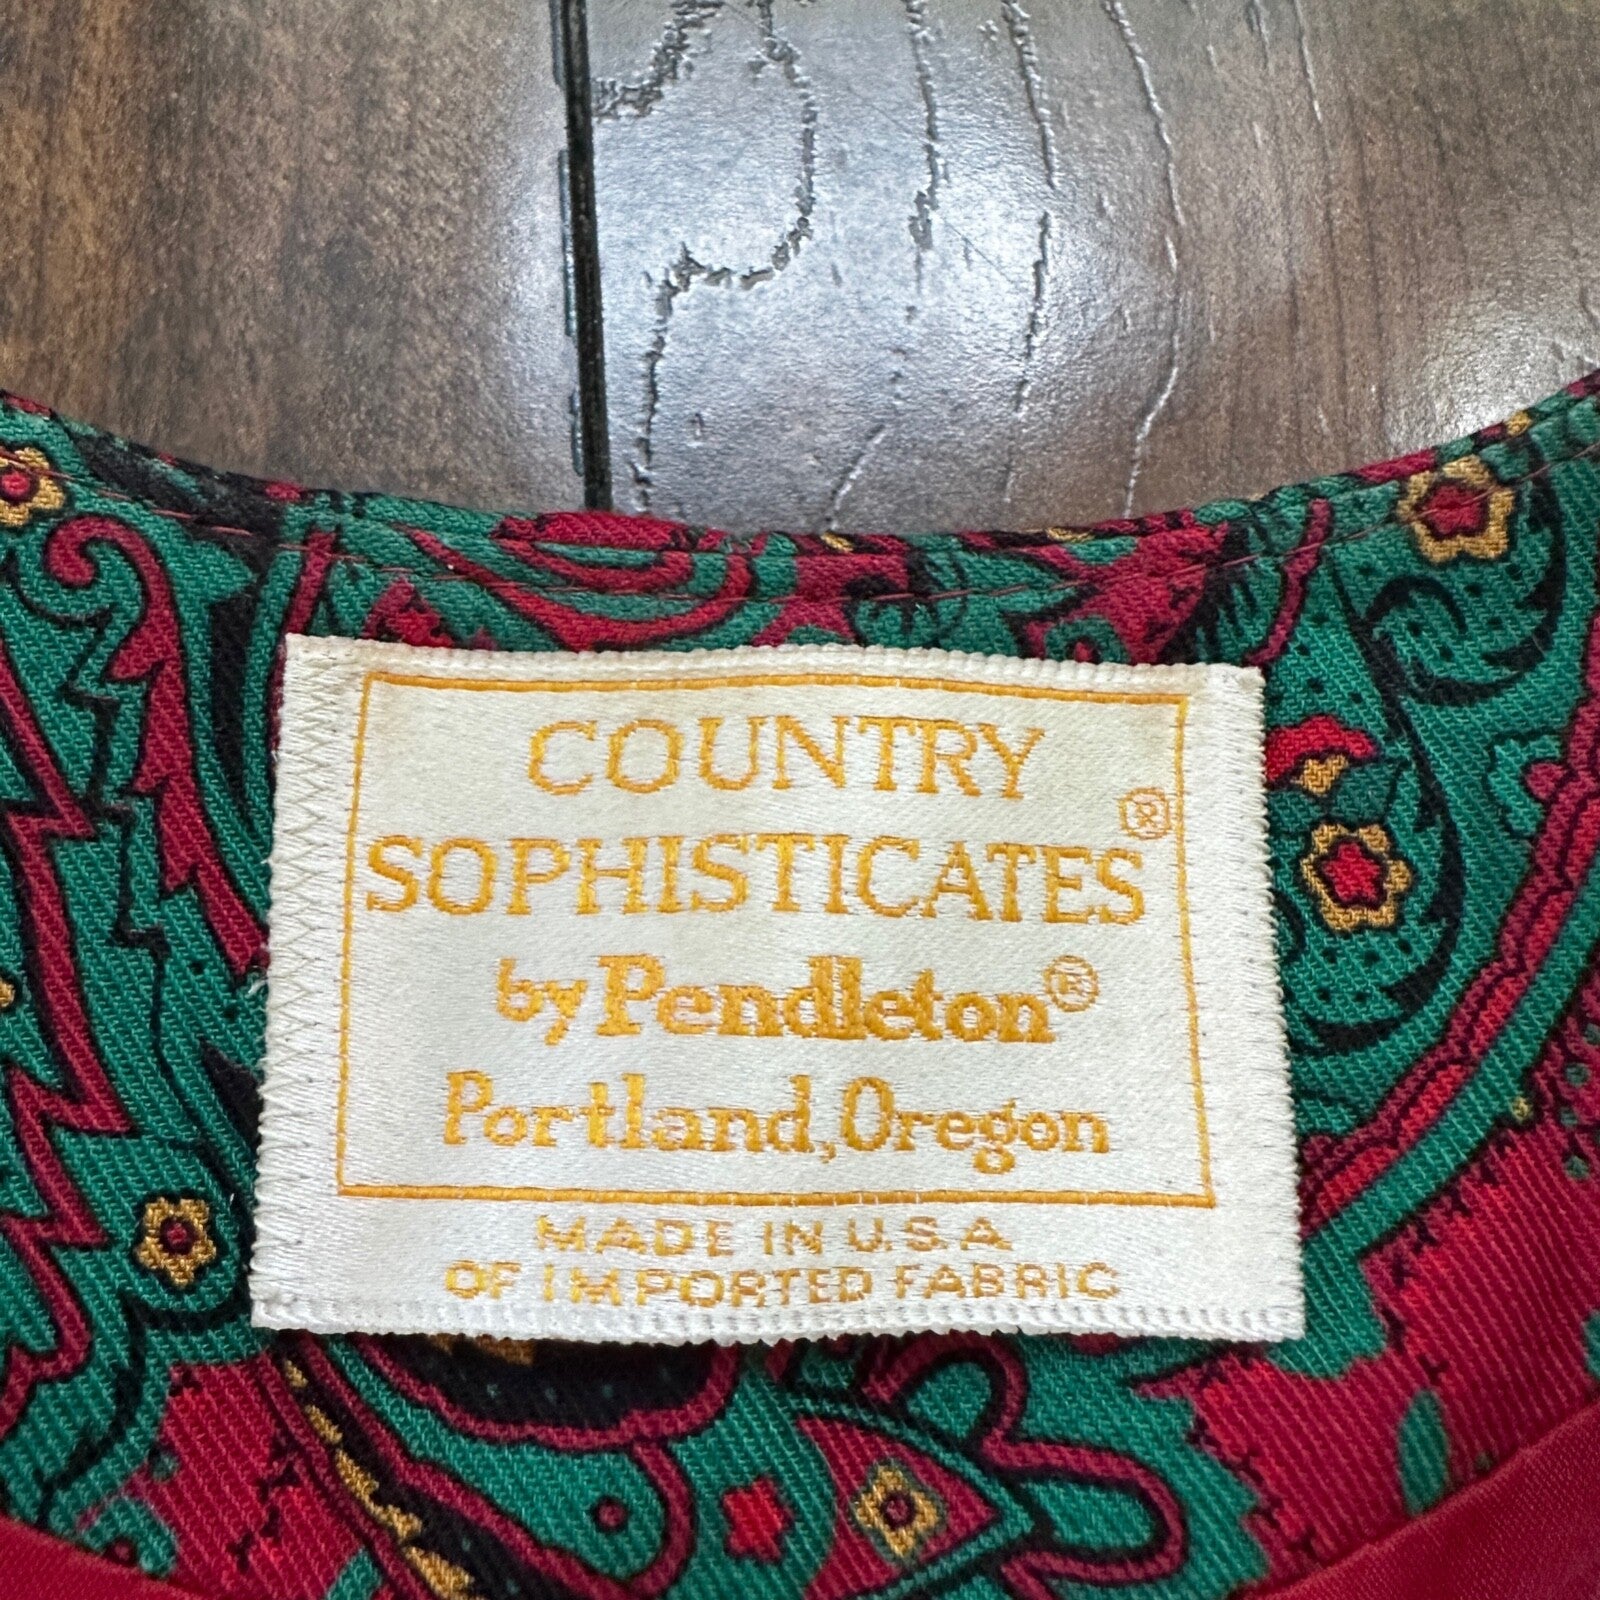 COUNTRY
SOPHISTICATES®
by Pendleton®
Portland, Oregon
MADE IN U.S.A
OF IMPORTED FABRIC